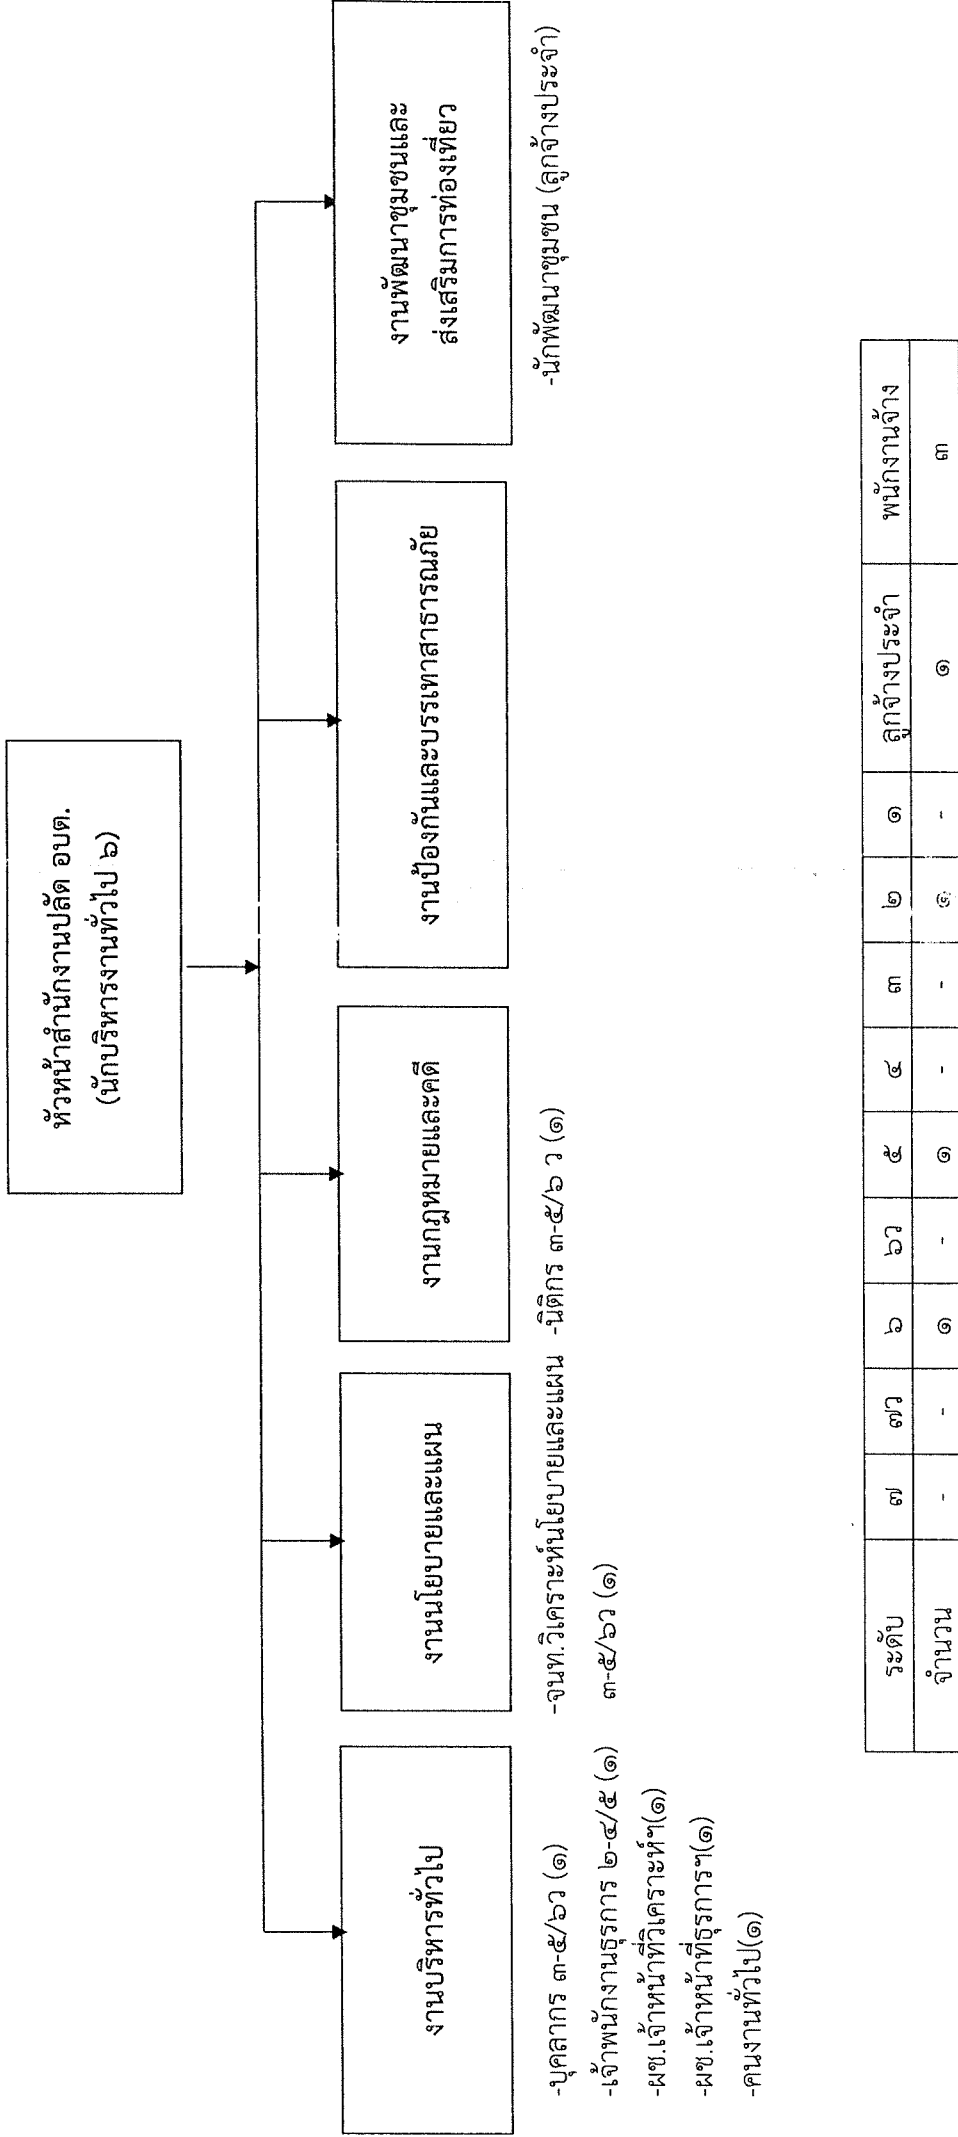 หัวหน้าสำนักงานปลัด อบต.
(นักบริหารงานทั่วไป ๖)
งานบริหารทั่วไป
งานนโยบายและแผน
งานกฎหมายและคดี
งานป้องกันและบรรเทาสาธารณภัย
งานพัฒนาชุมชนและ
ส่งเสริมการท่องเที่ยว
-บุคลากร ๓-๕/๖ว (๑)
-เจ้าพนักงานธุรการ ๒-๔/๕ (๑)
-ผช.เจ้าหน้าที่วิเคราะห์ฯ(๑)
-ผช.เจ้าหน้าที่ธุรการฯ(๑)
-คนงานทั่วไป(๑)
-จนท.วิเคราะห์นโยบายและแผน
๓-๕/๖ว (๑)
-นิติกร ๓-๕/๖ ว (๑)
-นักพัฒนาชุมชน (ลูกจ้างประจำ)
ระดับ ๗ ๗ว ๖ ๖ว ๕ ๔ ๓ ๒ ๑ ลูกจ้างประจำ พนักงานจ้าง
จำนวน - - ๑ - ๑ - - - ๑ ๓